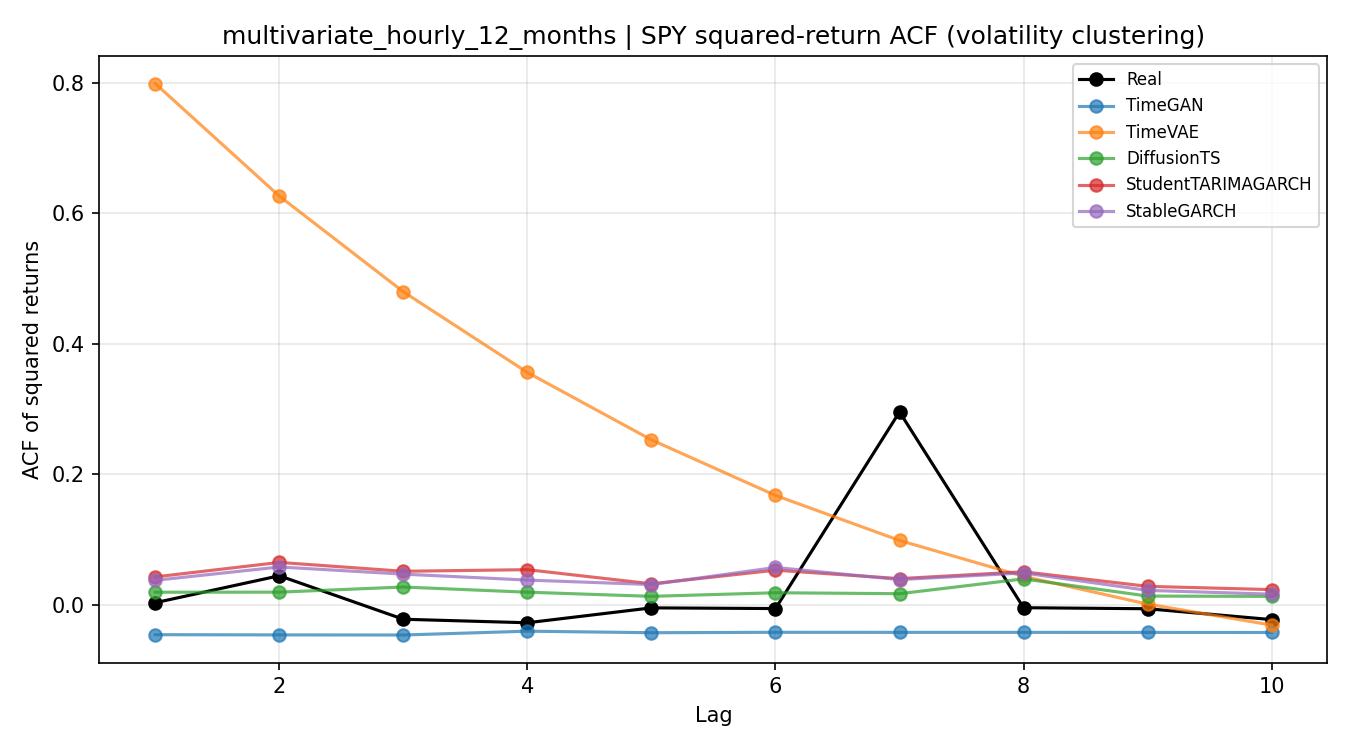 multivariate_hourly_12_months | SPY squared-return ACF (volatility clustering)
Real
TimeGAN
TimeVAE
DiffusionTS
StudentTARIMAGARCH
StableGARCH
ACF of squared returns
0.8
0.6
0.4
0.2
0.0
2
4
6
8
10
Lag